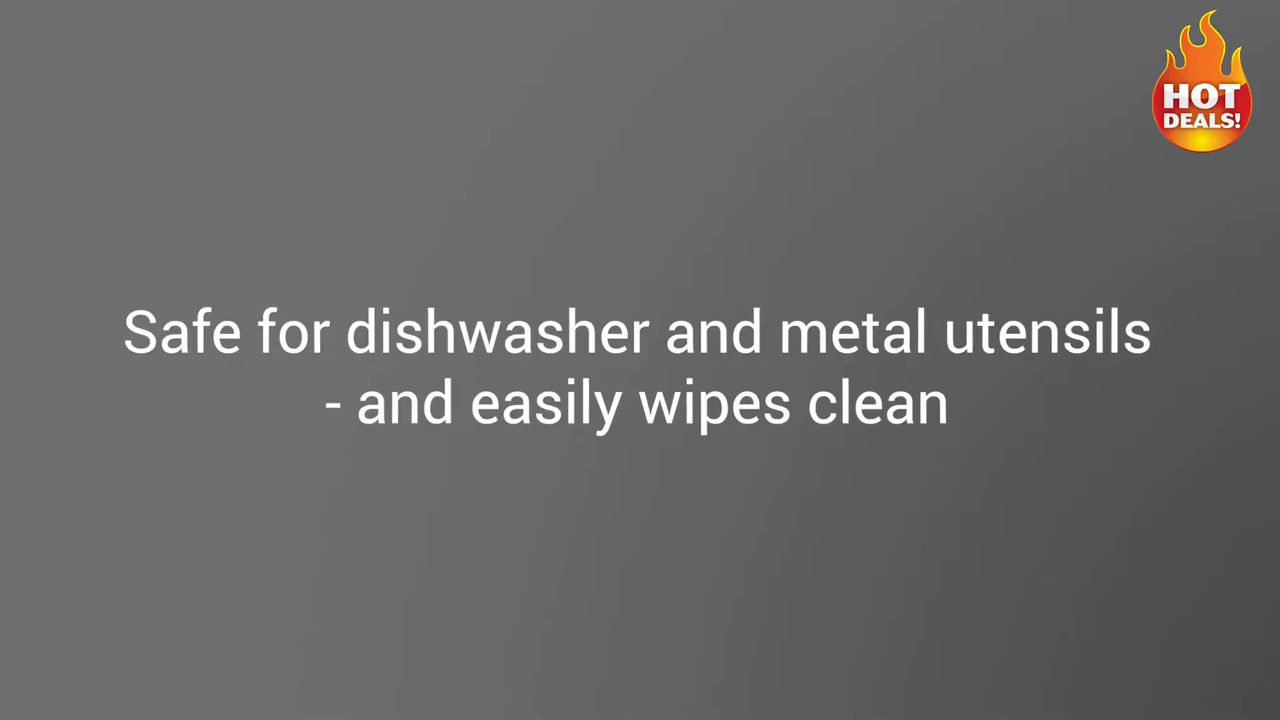 HOT
DEALS!
Safe for dishwasher and metal utensils
- and easily wipes clean